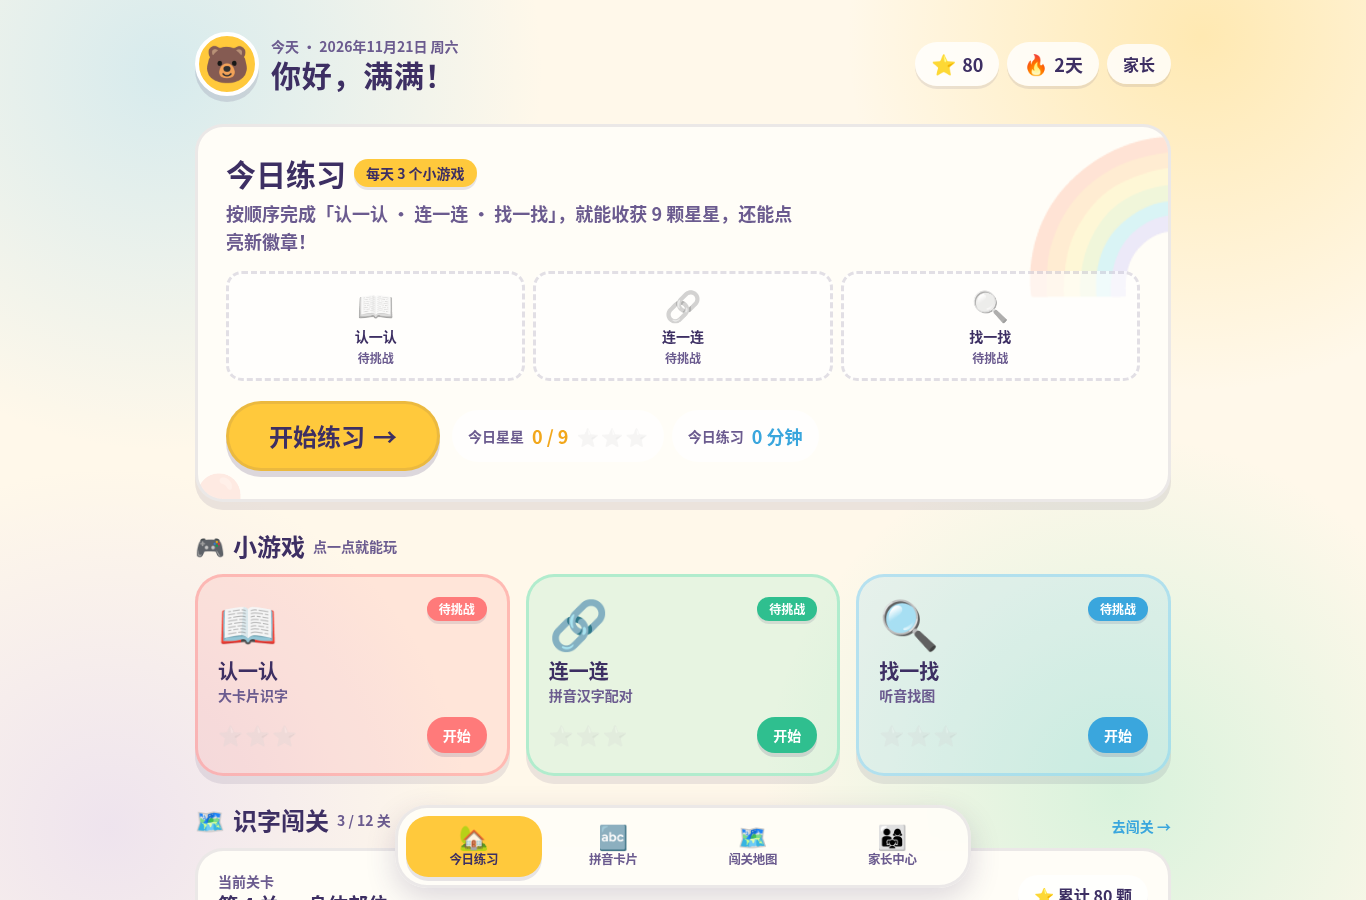 今天 · 2026年11月21日 周六
你好，满满！
⭐ 80
🔥 2天
家长
今日练习 每天 3 个小游戏
按顺序完成「认一认 · 连一连 · 找一找」，就能收获 9 颗星星，还能点
亮新徽章！
认一认
待挑战
连一连
待挑战
找一找
待挑战
开始练习 →
今日星星 0 / 9
今日练习 0 分钟
小游戏 点一点就能玩
待挑战
认一认
大卡片识字
开始
待挑战
连一连
拼音汉字配对
开始
待挑战
找一找
听音找图
开始
识字闯关 3 / 12 关
去闯关 →
当前关卡
⭐ 累计 80 颗
abc
今日练习
拼音卡片
闯关地图
家长中心